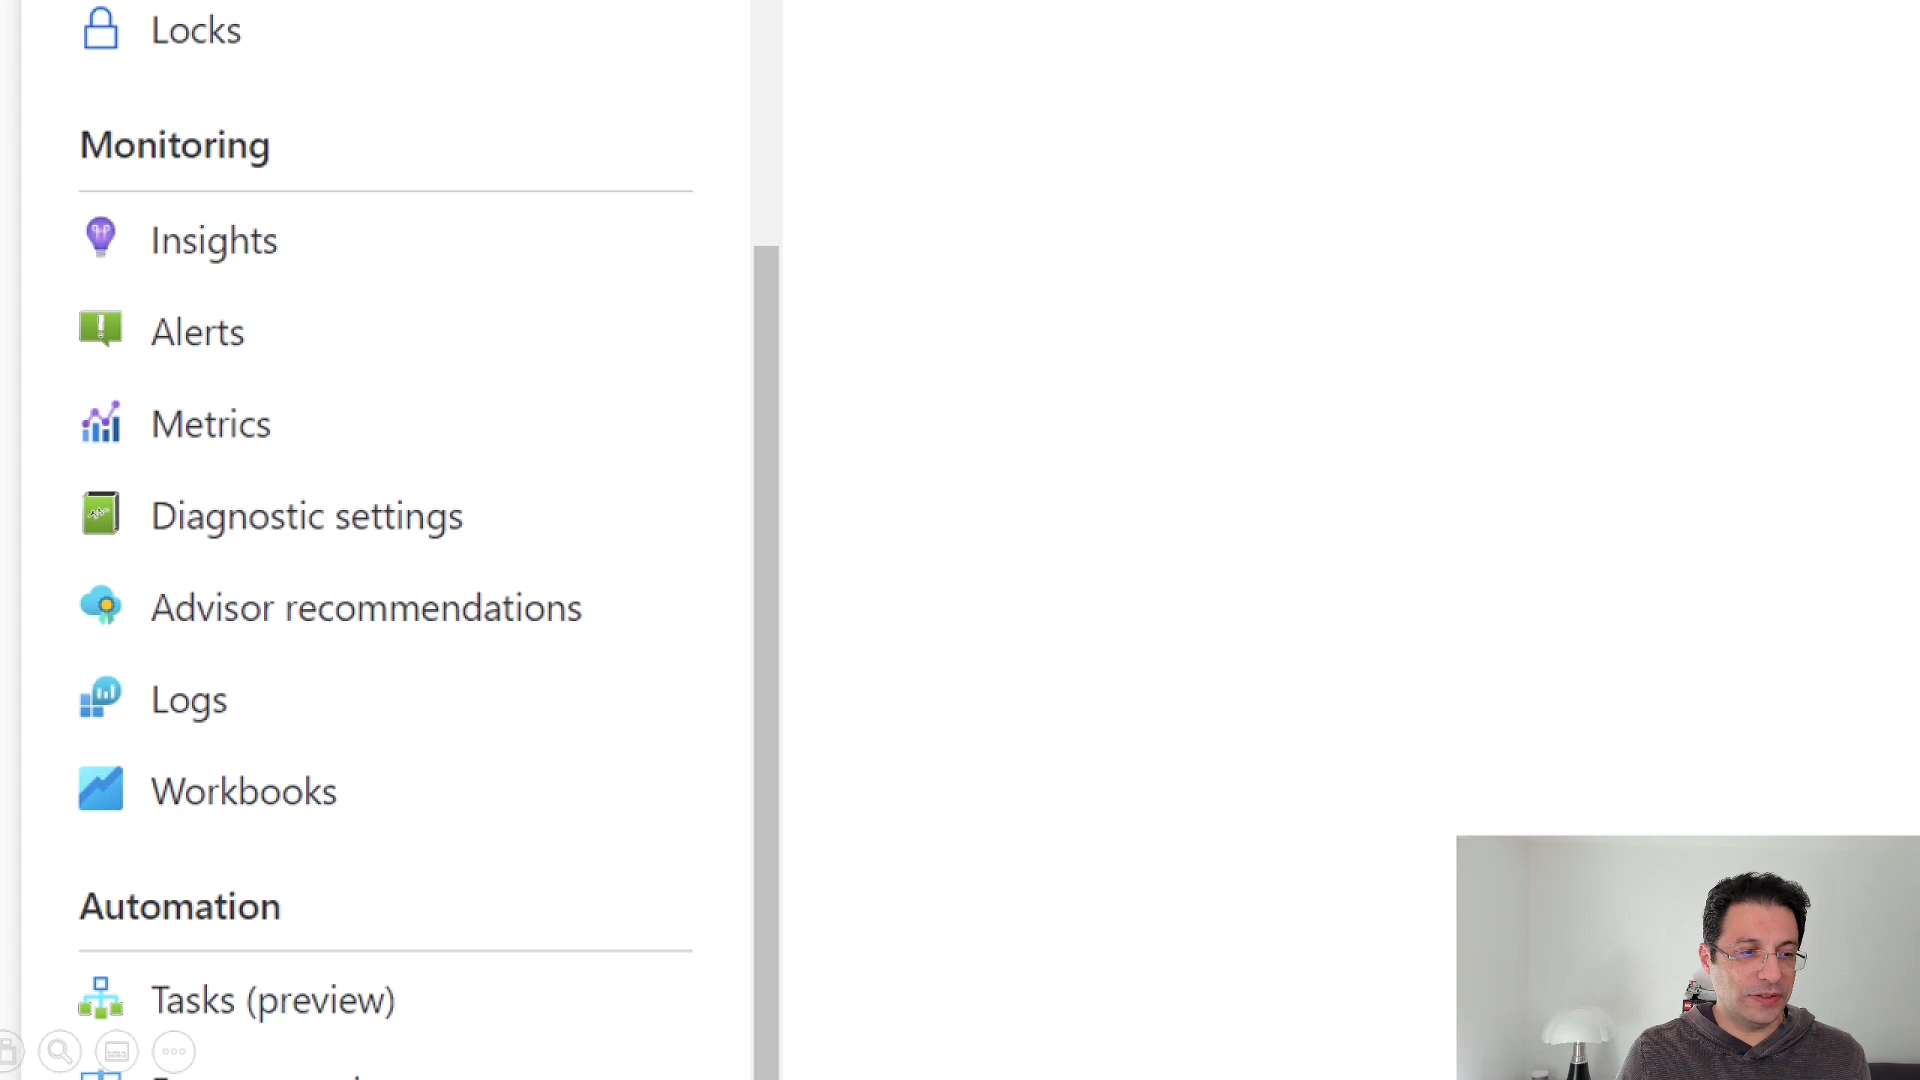 Locks
Monitoring
Insights
Alerts
Metrics
Diagnostic settings
Advisor recommendations
Logs
Workbooks
Automation
Tasks (preview)